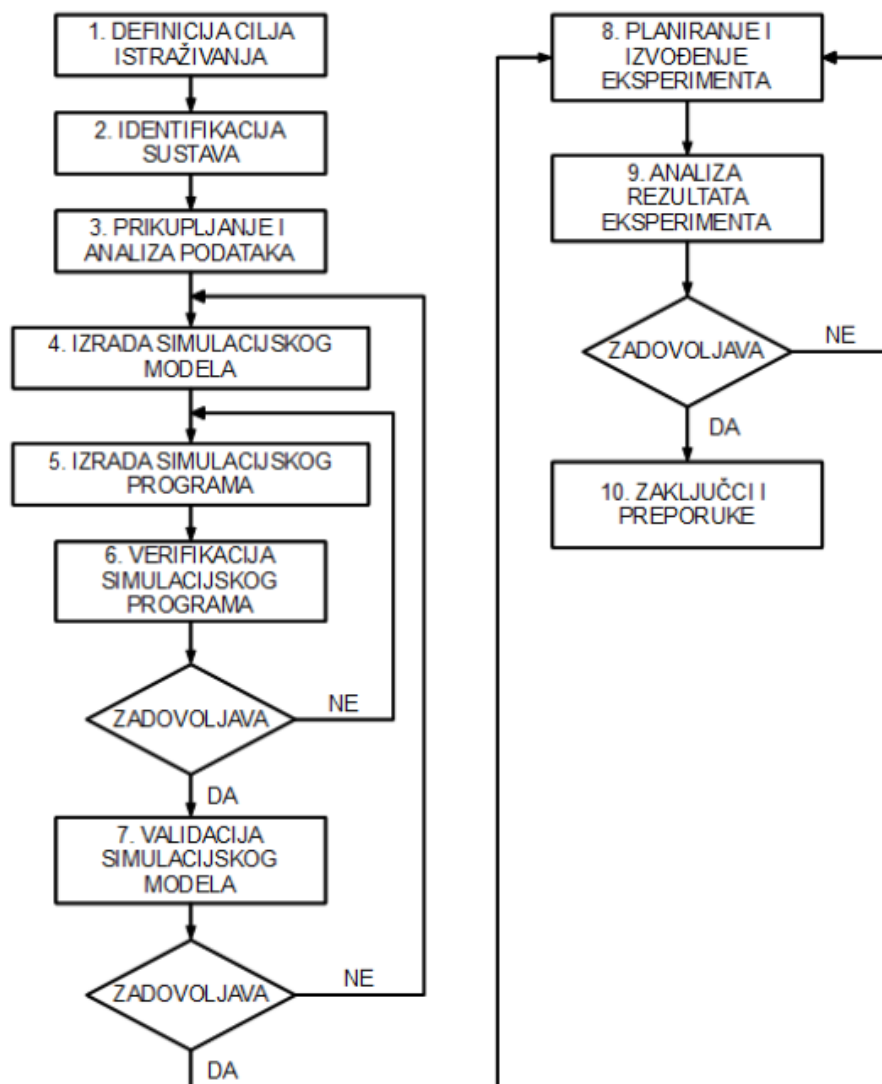 1. DEFINICIJA CILJA
ISTRAŽIVANJA
2. IDENTIFIKACIJA
SUSTAVA
3. PRIKUPLJANJE I
ANALIZA PODATAKA
4. IZRADA SIMULACIJSKOG
MODELA
5. IZRADA SIMULACIJSKOG
PROGRAMA
6. VERIFIKACIJA
SIMULACIJSKOG
PROGRAMA
ZADOVOLJAVA
NE
DA
7. VALIDACIJA
SIMULACIJSKOG
MODELA
ZADOVOLJAVA
NE
DA
8. PLANIRANJE I
IZVOĐENJE
EKSPERIMENTA
9. ANALIZA
REZULTATA
EKSPERIMENTA
ZADOVOLJAVA
NE
DA
10. ZAKLJUČCI I
PREPORUKE